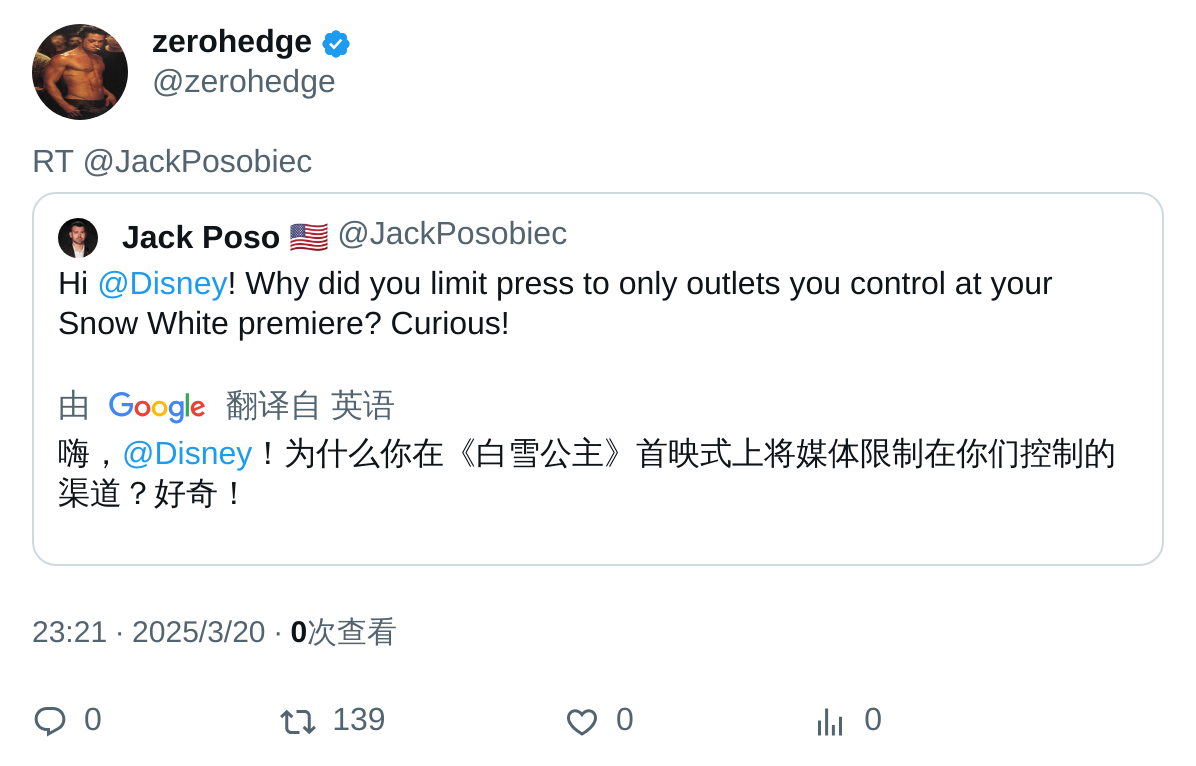 zerohedge
@zerohedge
RT @JackPosobiec
Jack Poso 🇺🇸 @JackPosobiec
Hi @Disney! Why did you limit press to only outlets you control at your
Snow White premiere? Curious!
由 Google 翻译自 英语
嗨，@Disney！为什么你在《白雪公主》首映式上将媒体限制在你们控制的
渠道？好奇！
23:21 · 2025/3/20 · 0次查看
0 139 0 0